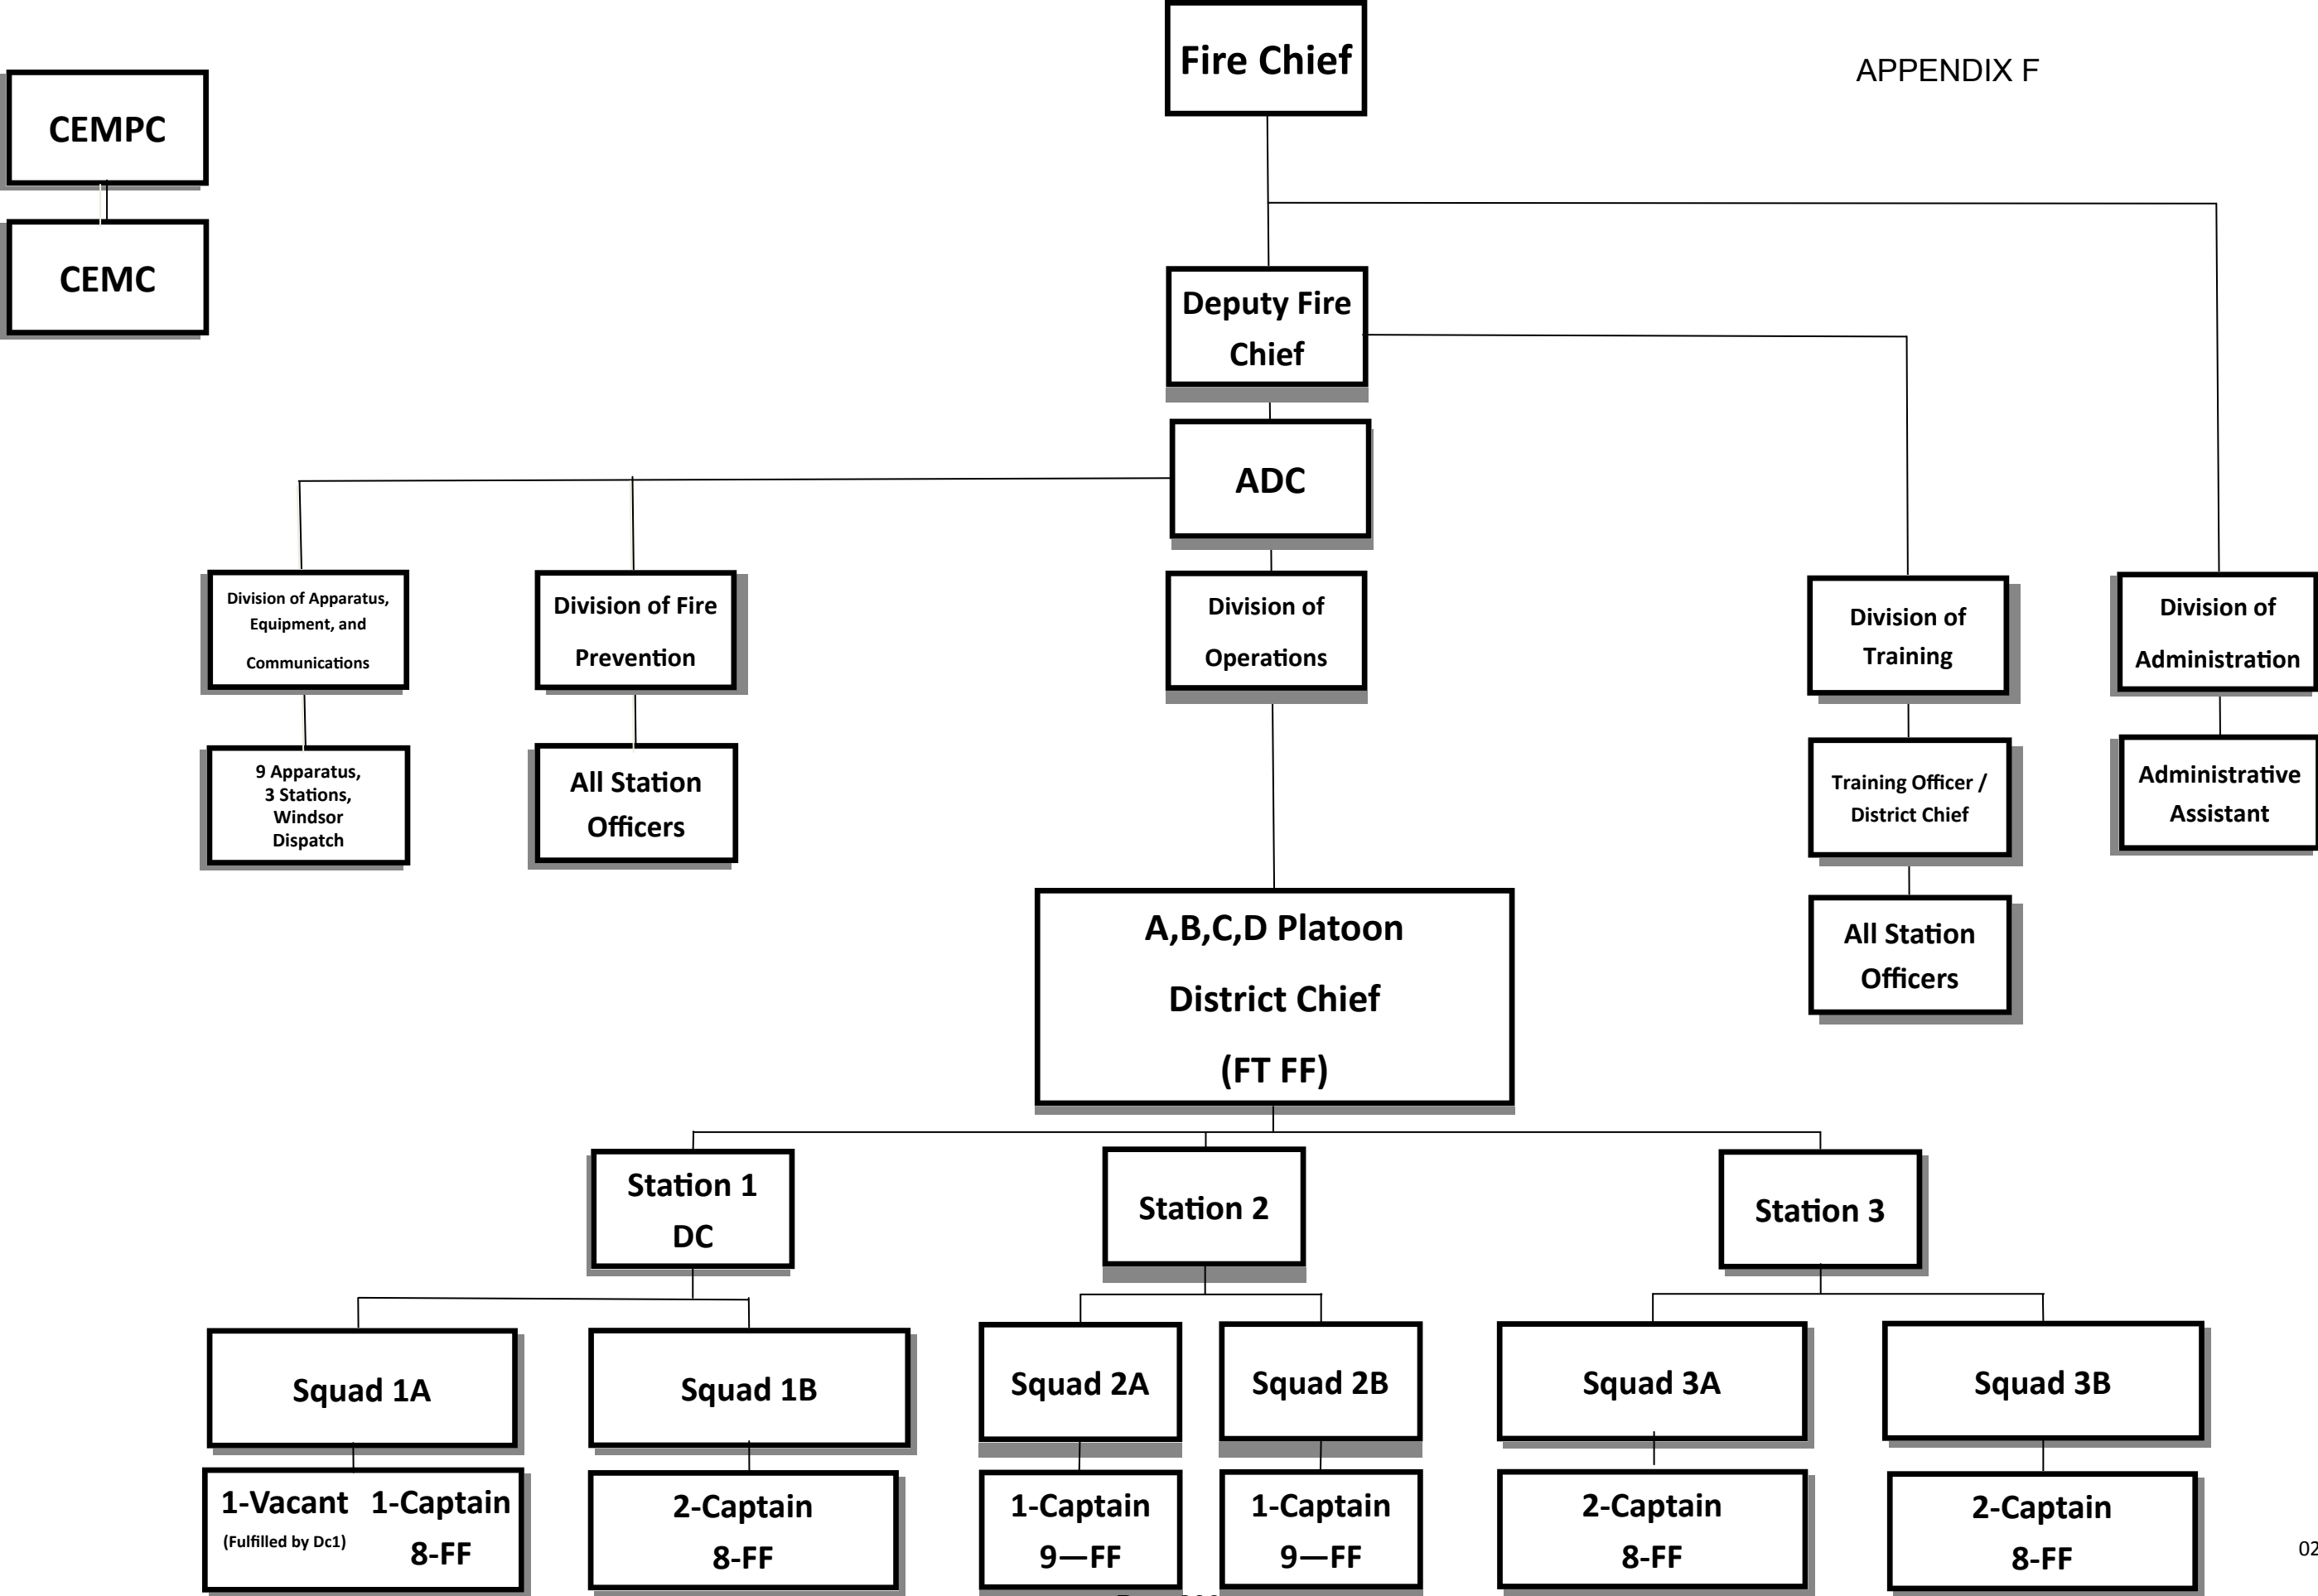 Fire Chief
APPENDIX F
CEMPC
CEMC
Deputy Fire
Chief
ADC
Division of Apparatus,
Equipment, and
Communications
Division of Fire
Prevention
Division of
Operations
Division of
Training
Division of
Administration
9 Apparatus,
3 Stations,
Windsor
Dispatch
All Station
Officers
Training Officer /
District Chief
Administrative
Assistant
All Station
Officers
A,B,C,D Platoon
District Chief
(FT FF)
Station 1
DC
Station 2
Station 3
Squad 1A
Squad 1B
Squad 2A
Squad 2B
Squad 3A
Squad 3B
1-Vacant 1-Captain
(Fulfilled by Dc1)
8-FF
2-Captain
8-FF
1-Captain
9—FF
1-Captain
9—FF
2-Captain
8-FF
2-Captain
8-FF
02